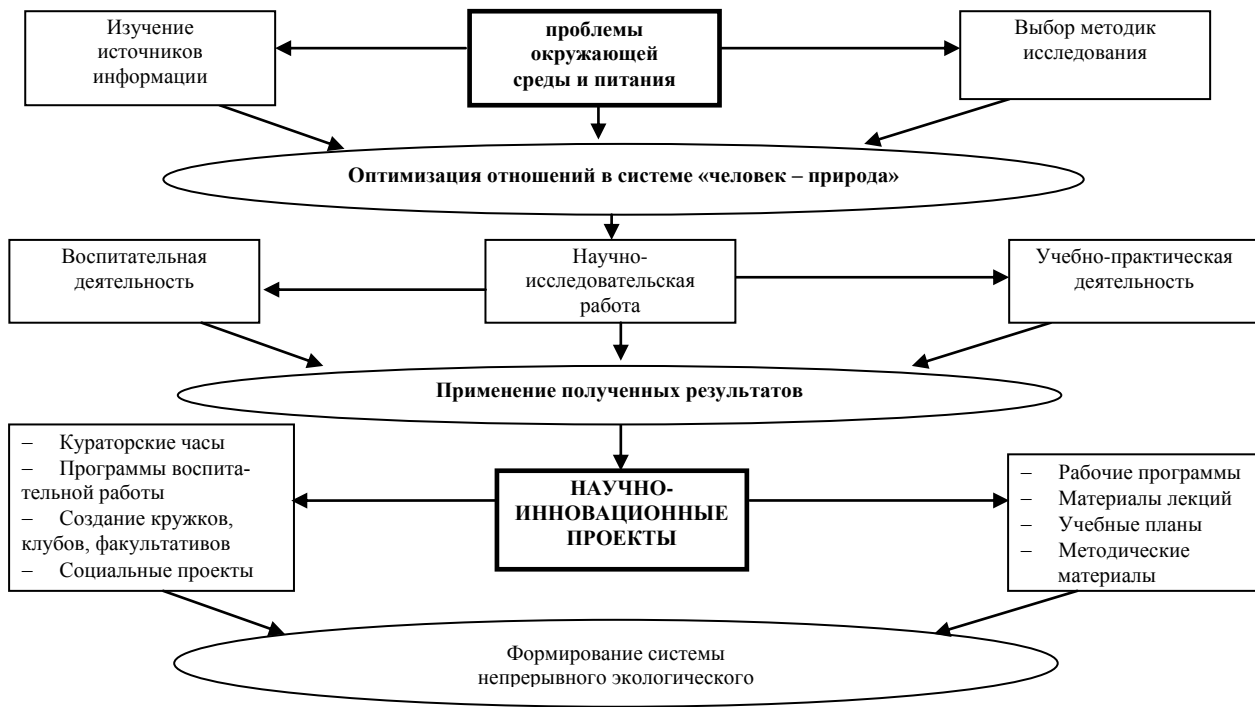 Изучение
источников
информации
проблемы
окружающей
среды и питания
Выбор методик
исследования
Оптимизация отношений в системе «человек – природа»
Воспитательная
деятельность
Научно-
исследовательская
работа
Учебно-практическая
деятельность
Применение полученных результатов
– Кураторские часы
– Программы воспита-
тельной работы
– Создание кружков,
клубов, факультативов
– Социальные проекты
НАУЧНО-
ИННОВАЦИОННЫЕ
ПРОЕКТЫ
– Рабочие программы
– Материалы лекций
– Учебные планы
– Методические
материалы
Формирование системы
непрерывного экологического